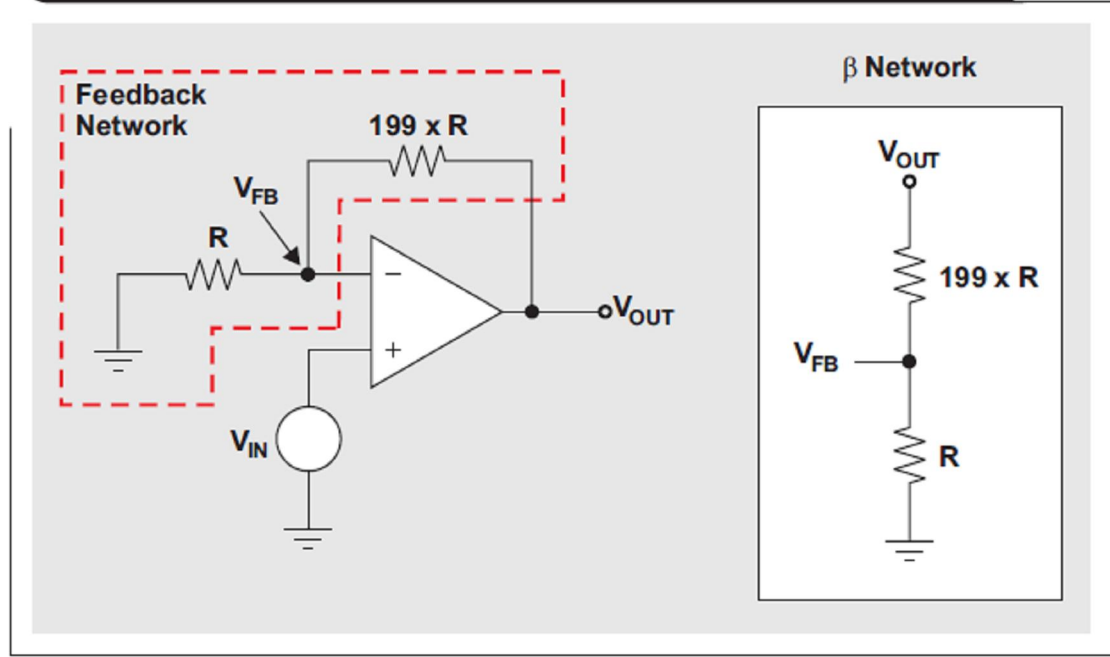 Feedback
Network
199 x R
VFB
R
−
+
VOUT
VIN
β Network
VOUT
199 x R
VFB
R